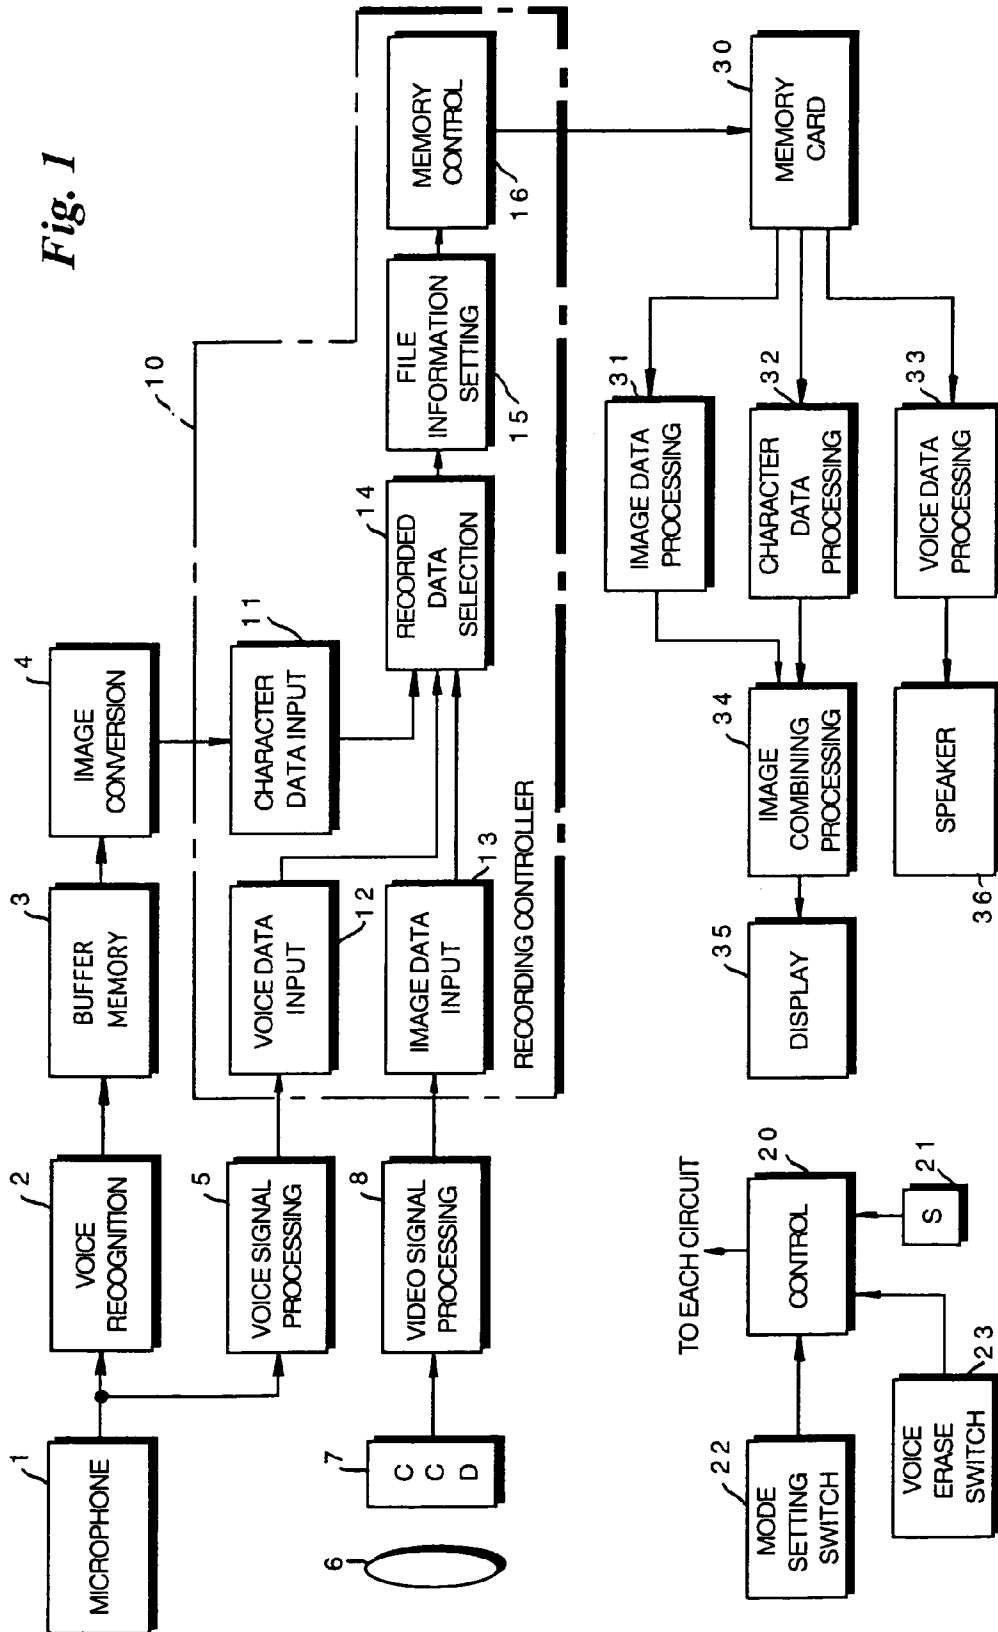 Fig. 1
1
MICROPHONE
2
VOICE
RECOGNITION
3
BUFFER
MEMORY
4
IMAGE
CONVERSION
5
VOICE SIGNAL
PROCESSING
6
7
C
C
D
8
VIDEO SIGNAL
PROCESSING
10
11
CHARACTER
DATA INPUT
VOICE DATA
INPUT
12
IMAGE DATA
INPUT
13
RECORDING CONTROLLER
14
RECORDED
DATA
SELECTION
FILE
INFORMATION
SETTING
15
MEMORY
CONTROL
16
TO EACH CIRCUIT
20
CONTROL
21
S
22
MODE
SETTING
SWITCH
23
VOICE
ERASE
SWITCH
30
MEMORY
CARD
31
IMAGE DATA
PROCESSING
32
CHARACTER
DATA
PROCESSING
33
VOICE DATA
PROCESSING
34
IMAGE
COMBINING
PROCESSING
35
DISPLAY
SPEAKER
36